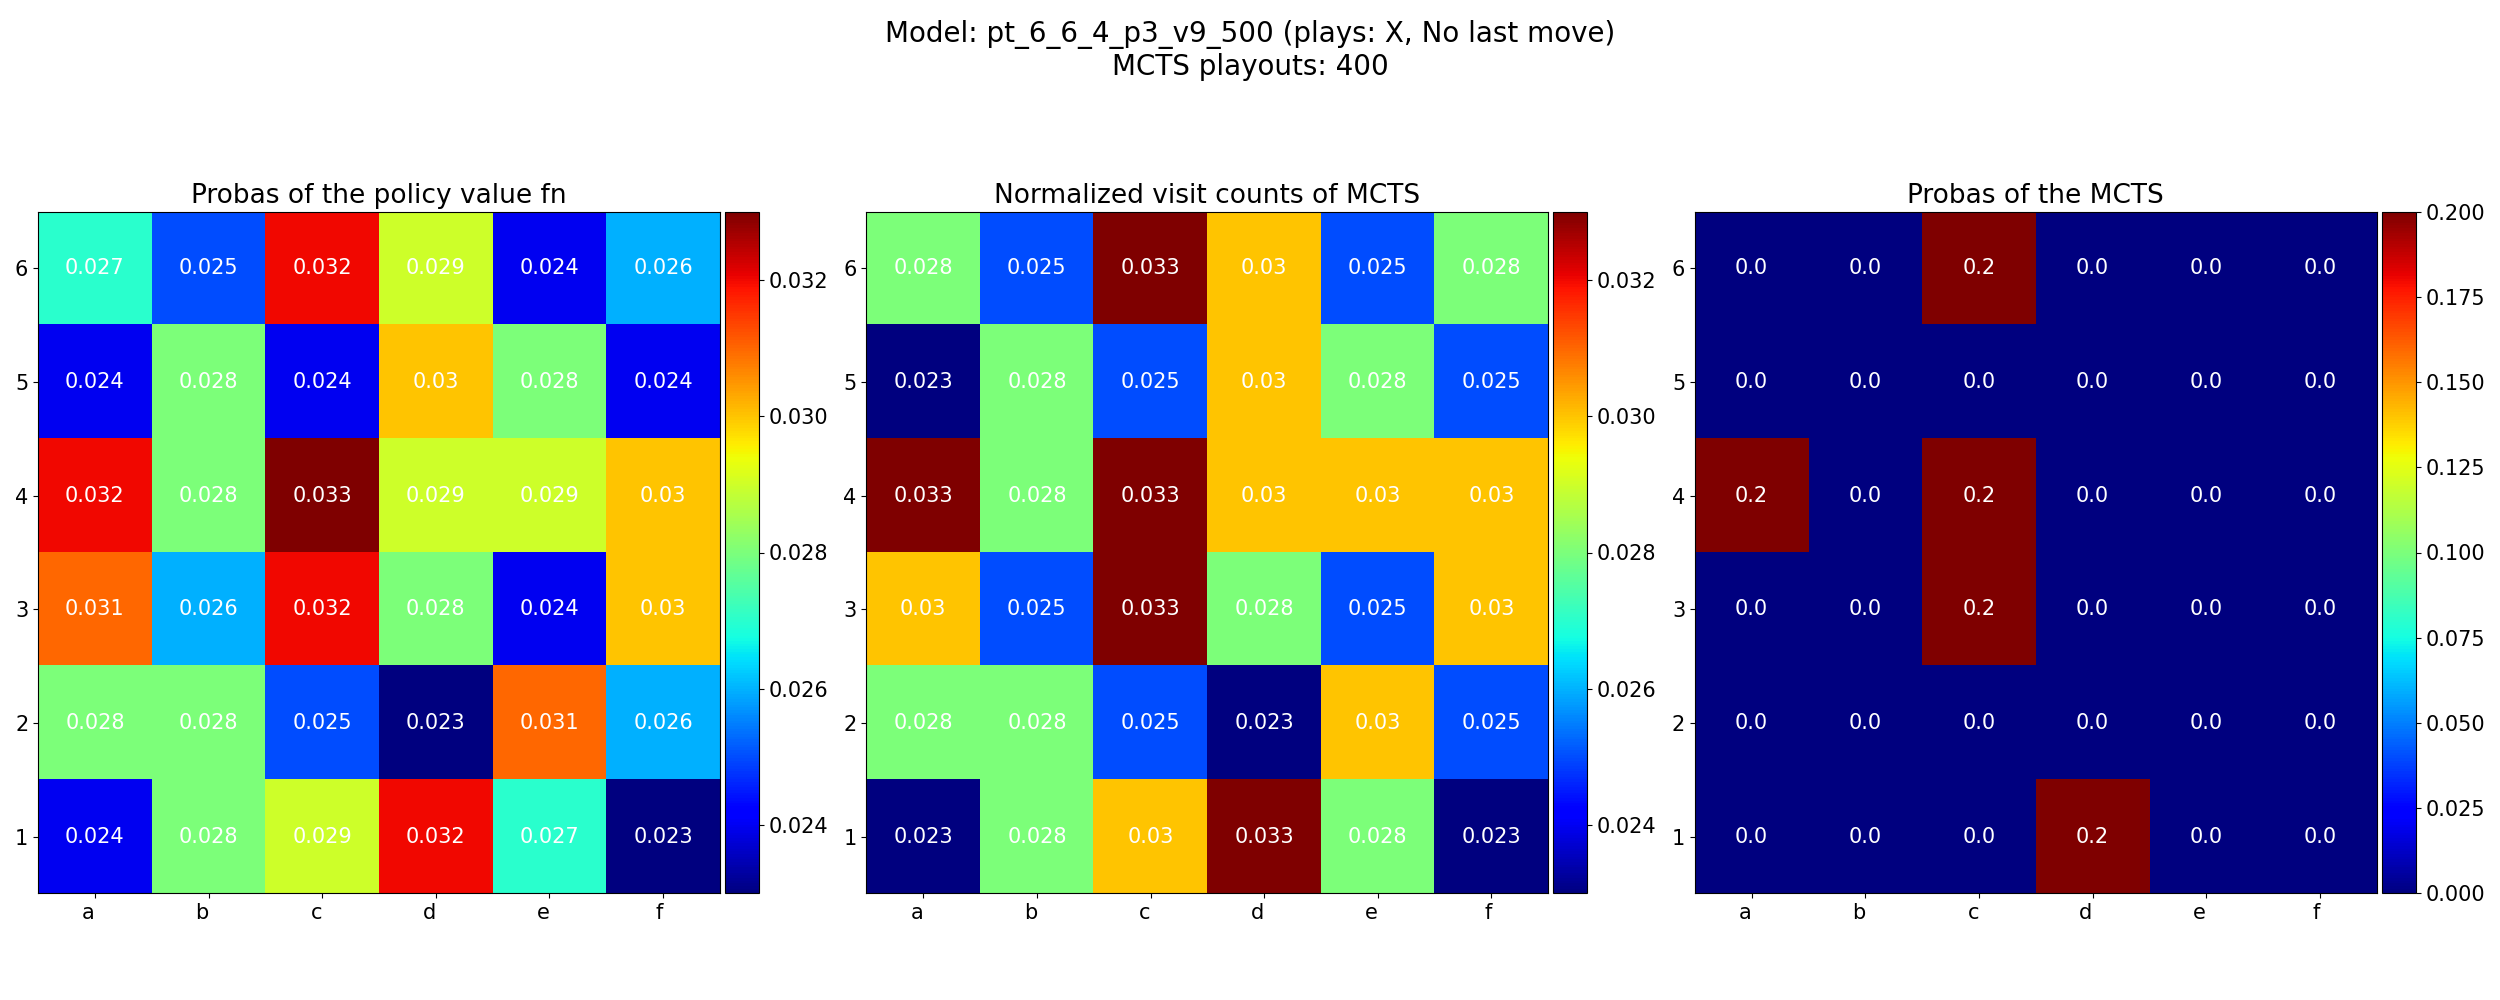 Model: pt_6_6_4_p3_v9_500 (plays: X, No last move)
MCTS playouts: 400
Probas of the policy value fn
6 0.027 0.025 0.032 0.029 0.024 0.026
5 0.024 0.028 0.024 0.03 0.028 0.024
4 0.032 0.028 0.033 0.029 0.029 0.03
3 0.031 0.026 0.032 0.028 0.024 0.03
2 0.028 0.028 0.025 0.023 0.031 0.026
1 0.024 0.028 0.029 0.032 0.027 0.023
a b c d e f
0.032
0.030
0.028
0.026
0.024
Normalized visit counts of MCTS
6 0.028 0.025 0.033 0.03 0.025 0.028
5 0.023 0.028 0.025 0.03 0.028 0.025
4 0.033 0.028 0.033 0.03 0.03 0.03
3 0.03 0.025 0.033 0.028 0.025 0.03
2 0.028 0.028 0.025 0.023 0.03 0.025
1 0.023 0.028 0.03 0.033 0.028 0.023
a b c d e f
0.032
0.030
0.028
0.026
0.024
Probas of the MCTS
6 0.0 0.0 0.2 0.0 0.0 0.0
5 0.0 0.0 0.0 0.0 0.0 0.0
4 0.2 0.0 0.2 0.0 0.0 0.0
3 0.0 0.0 0.2 0.0 0.0 0.0
2 0.0 0.0 0.0 0.0 0.0 0.0
1 0.0 0.0 0.0 0.2 0.0 0.0
a b c d e f
0.200
0.175
0.150
0.125
0.100
0.075
0.050
0.025
0.000